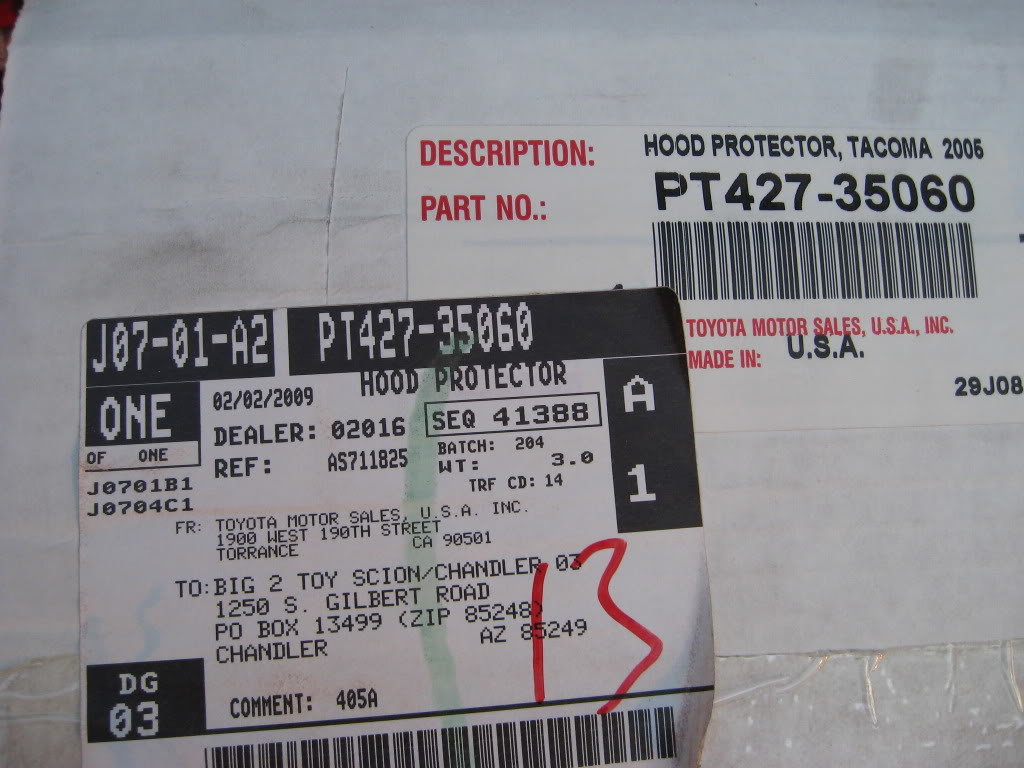 DESCRIPTION: HOOD PROTECTOR, TACOMA 2005
PART NO.: PT427-35060
TOYOTA MOTOR SALES, U.S.A., INC.
MADE IN: U.S.A.
29J08
J07-01-A2 PT427-35060
HOOD PROTECTOR
ONE
OF ONE
02/02/2009
DEALER: 02016
SEQ 41388
REF: AS711825
BATCH: 204
WT: 3.0
TRF CD: 14
A
1
J0701B1
J0704C1
FR: TOYOTA MOTOR SALES, U.S.A. INC.
1900 WEST 190TH STREET
TORRANCE CA 90501
TO: BIG 2 TOY SCION/CHANDLER 03
1250 S. GILBERT ROAD
PO BOX 13499 (ZIP 85248)
CHANDLER AZ 85249
13
DG
03
COMMENT: 405A